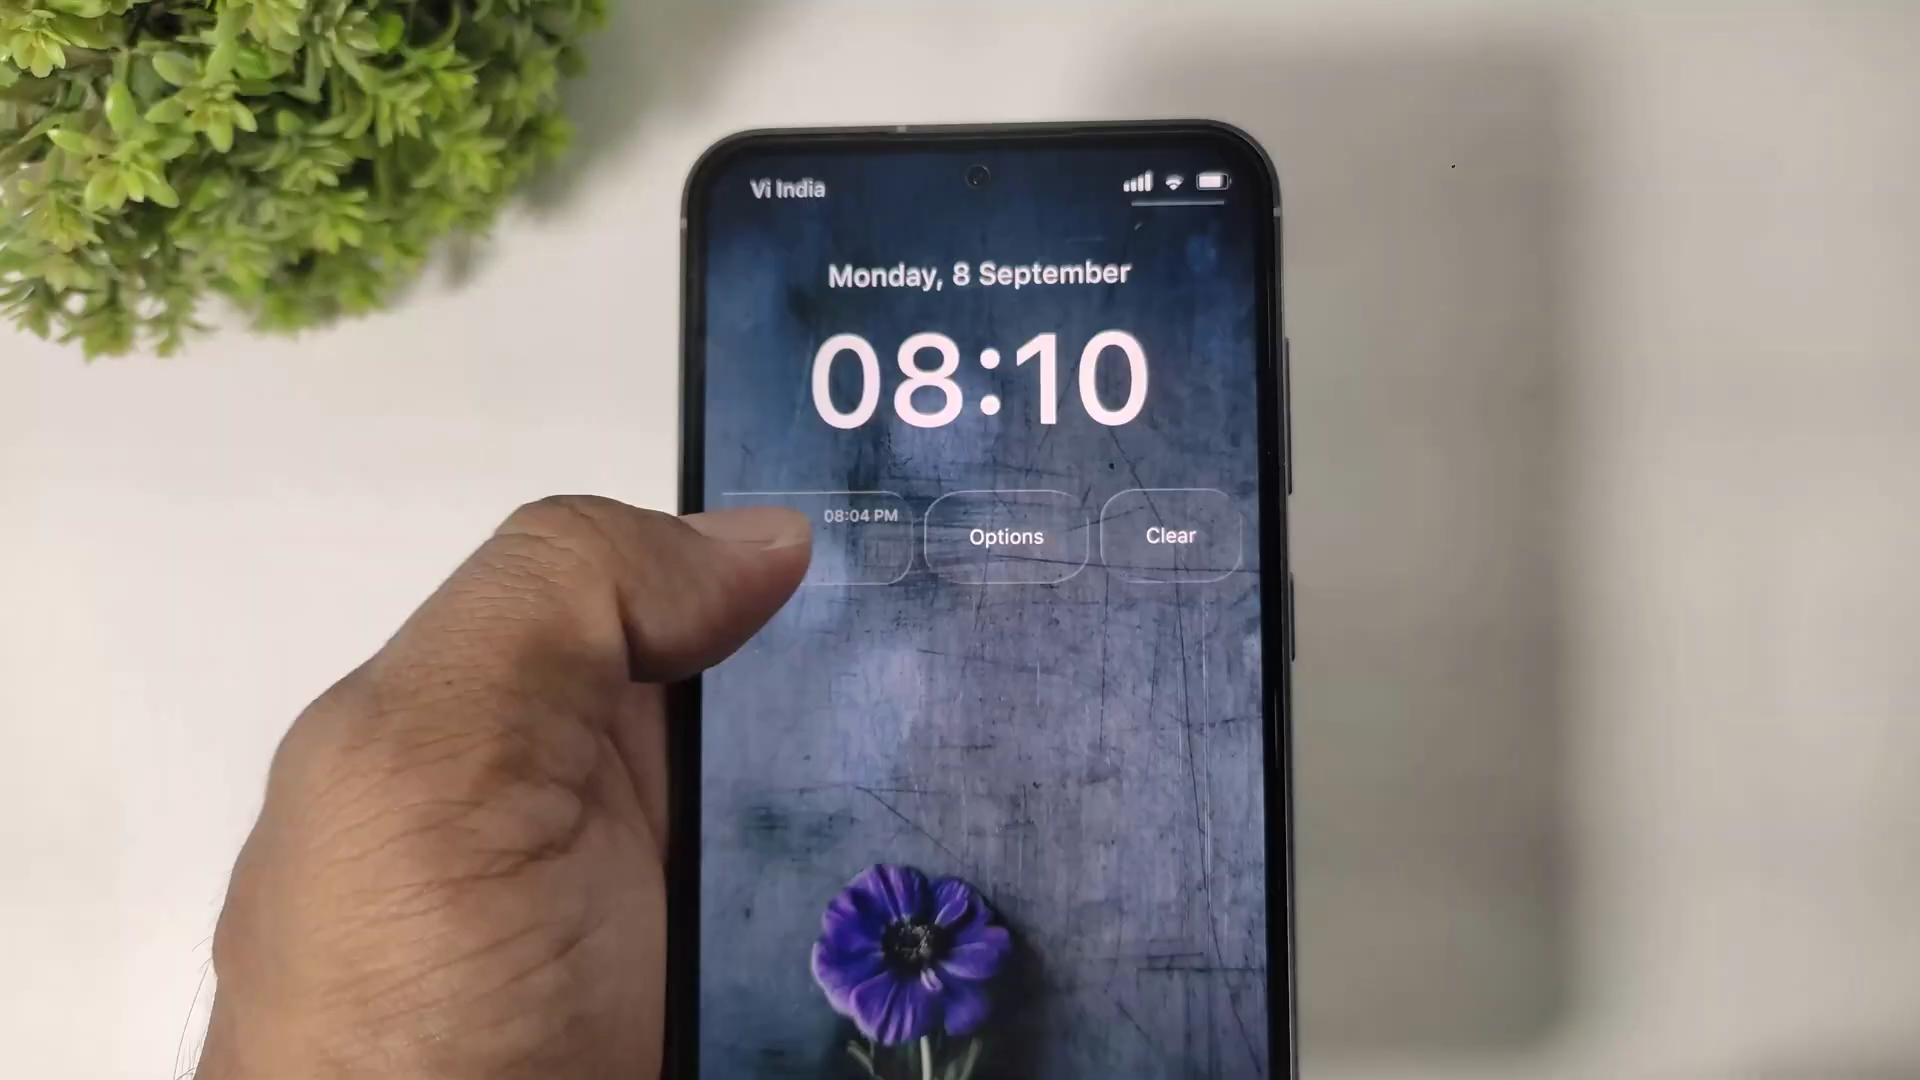 Vi India
Monday, 8 September
08:10
08:04 PM
Options
Clear